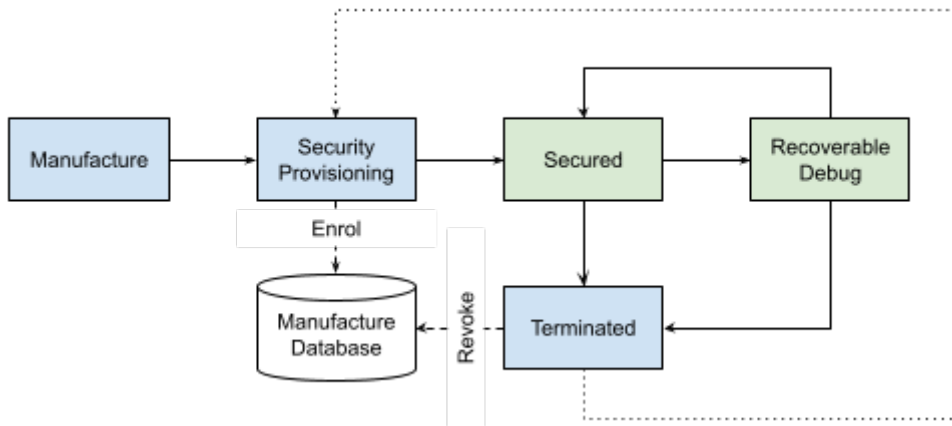 Manufacture
Security
Provisioning
Secured
Recoverable
Debug
Enrol
Manufacture
Database
Revoke
Terminated